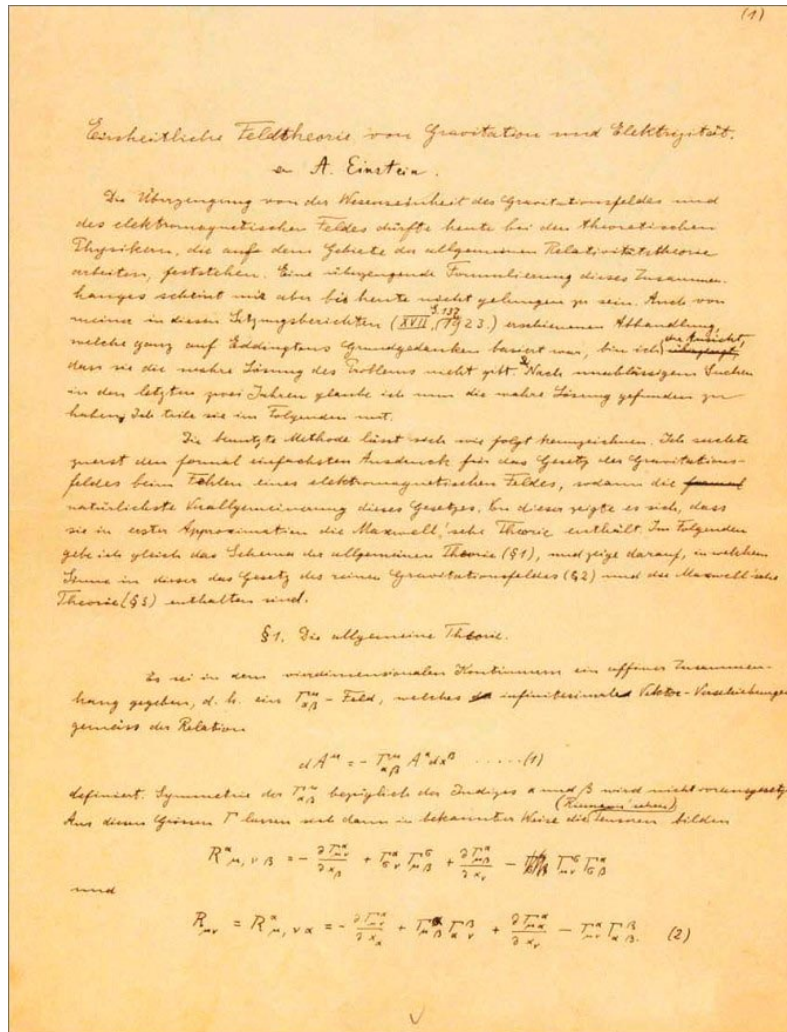 (1)
Einheitliche Feldtheorie von Gravitation und Elektrizität.
A. Einstein.
Die Überzeugung von der Wesenseinheit des Gravitationsfeldes und
des elektromagnetischen Feldes dürfte heute bei den theoretischen
Physikern, die auf dem Gebiete der allgemeinen Relativitätstheorie
arbeiten, feststehen. Eine überzeugende Formulierung dieses Zusammen-
hanges scheint mir aber bis heute nicht gelungen zu sein. Auch von
meiner in diesen Sitzungsberichten (XVII, S. 137 1923.) erschienenen Abhandlung,
welche ganz auf Eddingtons Grundgedanken basiert war, bin ich der Ansicht,
dass sie die wahre Lösung des Problems nicht gibt. Nach unablässigem Suchen
in den letzten zwei Jahren glaube ich nun die wahre Lösung gefunden zu
haben. Ich teile sie im Folgenden mit.
Die benutzte Methode lässt sich wie folgt kennzeichnen. Ich suchte
zuerst den formal einfachsten Ausdruck für das Gesetz des Gravitations-
feldes beim Fehlen eines elektromagnetischen Feldes, sodann die
natürlichste Verallgemeinerung dieses Gesetzes. Von dieser zeigte es sich, dass
sie in erster Approximation die Maxwell'sche Theorie enthält. Im Folgenden
gebe ich gleich das Schema der allgemeinen Theorie (§1), und zeige darauf, in welchem
Sinne in dieser das Gesetz des reinen Gravitationsfeldes (§2) und die Maxwell'sche
Theorie (§3) enthalten sind.
§1. Die allgemeine Theorie.
Es sei in dem vierdimensionalen Kontinuum ein affiner Zusammen-
hang gegeben, d. h. ein Γ^μ_αβ - Feld, welches infinitesimale Vektor-Verschiebungen
gemäss der Relation
dA^μ = - Γ^μ_αβ A^α dx^β .....(1)
definiert. Symmetrie der Γ^μ_αβ bezüglich der Indizes α und β wird nicht vorausgesetzt.
Aus diesen Grössen Γ lassen sich dann in bekannter Weise die (Riemann'schen) Tensoren bilden
R^α_μ,νβ = - ∂Γ^α_μν/∂x_β + Γ^α_σν Γ^σ_μβ + ∂Γ^α_μβ/∂x_ν - Γ^σ_μν Γ^α_σβ
und
R_μν = R^α_μ,να = - ∂Γ^α_μν/∂x_α + Γ^α_μβ Γ^β_αν + ∂Γ^α_μα/∂x_ν - Γ^α_μν Γ^β_αβ. (2)